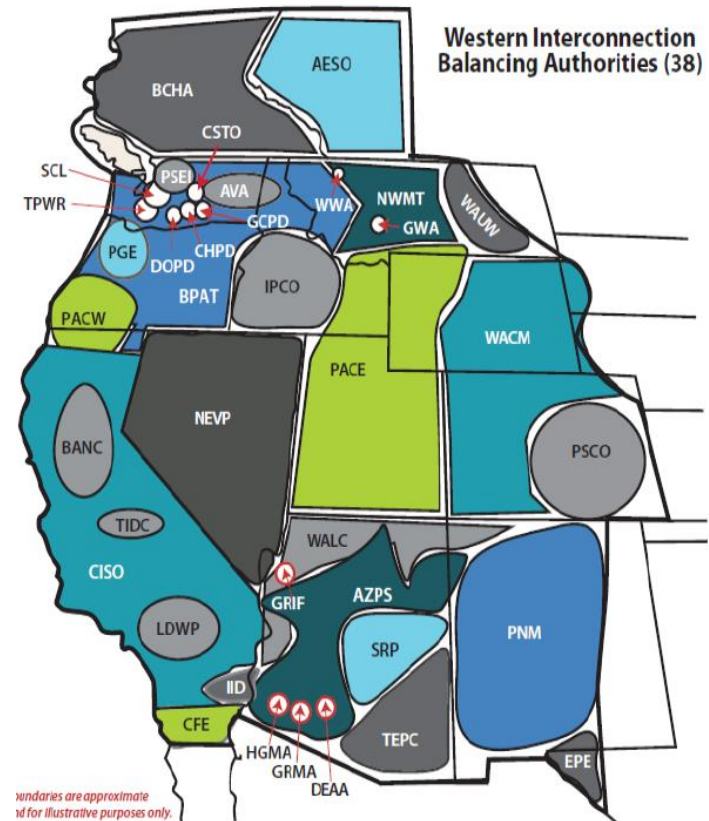 Western Interconnection
Balancing Authorities (38)
AESO
BCHA
CSTO
SCL
PSEI
AVA
WWA
NWMT
WAUW
TPWR
GCPD
GWA
PGE
DOPD
CHPD
BPAT
IPCO
PACW
WACM
PACE
NEVP
BANC
PSCO
TIDC
WALC
CISO
GRIF
AZPS
LDWP
SRP
PNM
IID
CFE
TEPC
HGMA
GRMA
EPE
DEAA
oundaries are approximate
nd for illustrative purposes only.